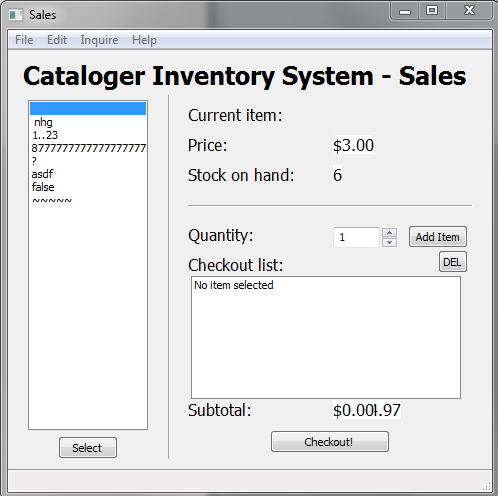 Sales
File Edit Inquire Help
Cataloger Inventory System - Sales
nhg
1..23
?
asdf
false
~~~~~
Select
Current item:
Price: $3.00
Stock on hand: 6
Quantity: 1 Add Item
Checkout list: DEL
No item selected
Subtotal: $0.00
Checkout!